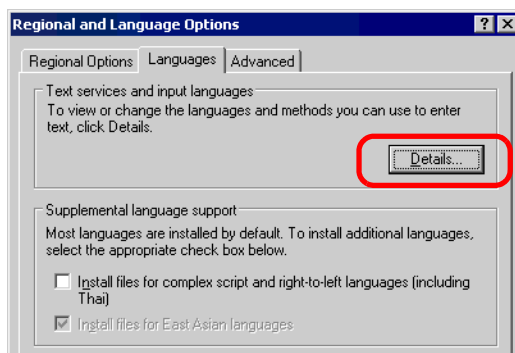 Regional and Language Options
Regional Options Languages Advanced
Text services and input languages
To view or change the languages and methods you can use to enter
text, click Details.
Details...
Supplemental language support
Most languages are installed by default. To install additional languages,
select the appropriate check box below.
Install files for complex script and right-to-left languages (including
Thai)
Install files for East Asian languages